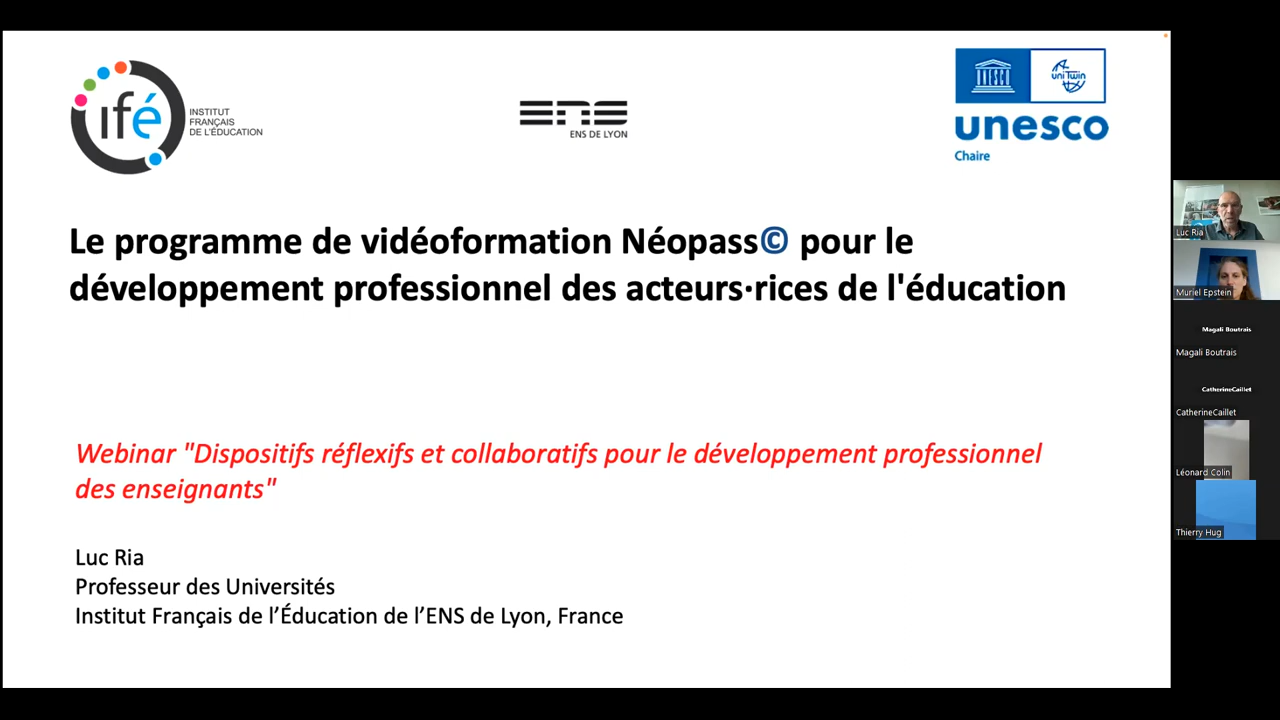 ifé
INSTITUT
FRANÇAIS
DE L'ÉDUCATION
ENS
ENS DE LYON
UNESCO
uniTwin
unesco
Chaire
Le programme de vidéoformation Néopass© pour le
développement professionnel des acteurs·rices de l'éducation
Webinar "Dispositifs réflexifs et collaboratifs pour le développement professionnel
des enseignants"
Luc Ria
Professeur des Universités
Institut Français de l’Éducation de l’ENS de Lyon, France
Luc Ria
Muriel Epstein
Magali Boutrais
Magali Boutrais
CatherineCaillet
CatherineCaillet
Léonard Colin
Thierry Hug